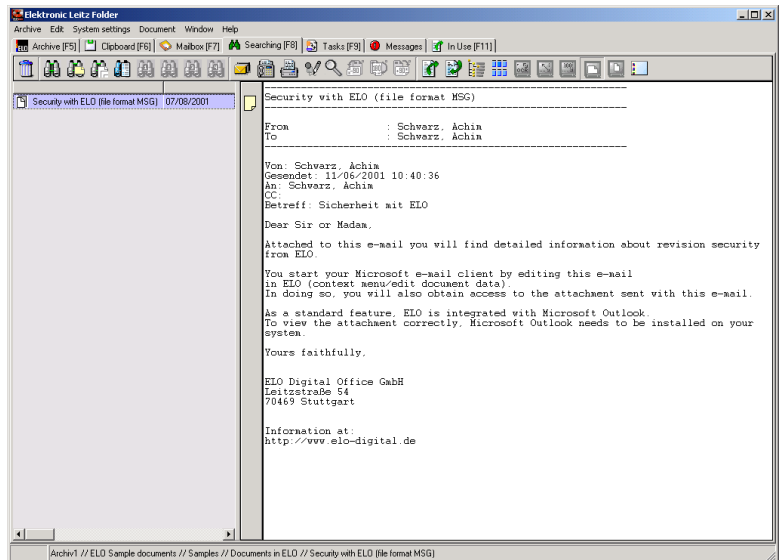 Elektronic Leitz Folder
Archive Edit System settings Document Window Help
Archive [F5] Clipboard [F6] Mailbox [F7] Searching [F8] Tasks [F9] Messages In Use [F11]
Security with ELO (file format MSG) 07/08/2001
Security with ELO (file format MSG)
From : Schwarz, Achim
To : Schwarz, Achim
Von: Schwarz, Achim
Gesendet: 11/06/2001 10:40:36
An: Schwarz, Achim
CC:
Betreff: Sicherheit mit ELO
Dear Sir or Madam,
Attached to this e-mail you will find detailed information about revision security
from ELO.
You start your Microsoft e-mail client by editing this e-mail
in ELO (context menu/edit document data).
In doing so, you will also obtain access to the attachment sent with this e-mail.
As a standard feature, ELO is integrated with Microsoft Outlook.
To view the attachment correctly, Microsoft Outlook needs to be installed on your
system.
Yours faithfully,
ELO Digital Office GmbH
Leitzstraße 54
70469 Stuttgart
Information at:
http://www.elo-digital.de
Archiv1 // ELO Sample documents // Samples // Documents in ELO // Security with ELO (file format MSG)